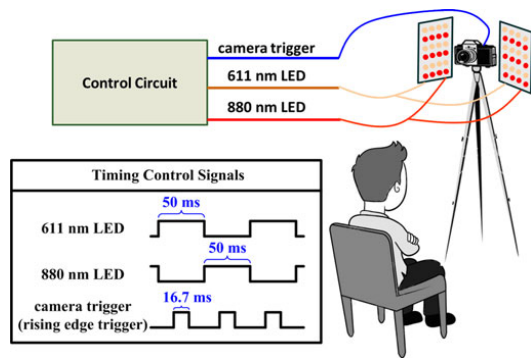 camera trigger
Control Circuit
611 nm LED
880 nm LED
Timing Control Signals
50 ms
611 nm LED
50 ms
880 nm LED
16.7 ms
camera trigger
(rising edge trigger)